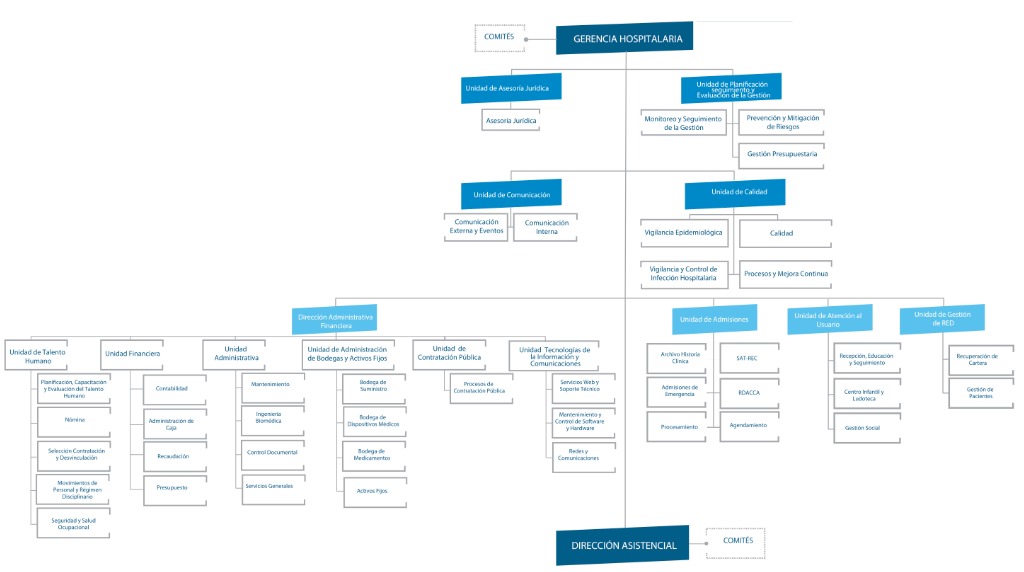 COMITÉS
GERENCIA HOSPITALARIA
Unidad de Asesoría Jurídica
Asesoría Jurídica
Unidad de Planificación
seguimiento y
Evaluación de la Gestión
Monitoreo y Seguimiento
de la Gestión
Prevención y Mitigación
de Riesgos
Gestión Presupuestaria
Unidad de Comunicación
Comunicación
Externa y Eventos
Comunicación
Interna
Unidad de Calidad
Vigilancia Epidemiológica
Calidad
Vigilancia y Control de
Infección Hospitalaria
Procesos y Mejora Continua
Dirección Administrativa
Financiera
Unidad de Admisiones
Unidad de Atención al
Usuario
Unidad de Gestión
de RED
Unidad de Talento
Humano
Planificación, Capacitación
y Evaluación del Talento
Humano
Nómina
Selección Contratación
y Desvinculación
Movimientos de
Personal y Régimen
Disciplinario
Seguridad y Salud
Ocupacional
Unidad Financiera
Contabilidad
Administración de
Caja
Recaudación
Presupuesto
Unidad
Administrativa
Mantenimiento
Ingeniería
Biomédica
Control Documental
Servicios Generales
Unidad de Administración
de Bodegas y Activos Fijos
Bodega de
Suministro
Bodega de
Dispositivos Médicos
Bodega de
Medicamentos
Activos Fijos
Unidad de
Contratación Pública
Procesos de
Contratación Pública
Unidad Tecnologías de
la Información y
Comunicaciones
Servicios Web y
Soporte Técnico
Mantenimiento y
Control de Software
y Hardware
Redes y
Comunicaciones
Archivo Historia
Clínica
SAT-REC
Admisiones de
Emergencia
RDACCA
Procesamiento
Agendamiento
Recepción, Educación
y Seguimiento
Centro Infantil y
Ludoteca
Gestión Social
Recuperación de
Cartera
Gestión de
Pacientes
DIRECCIÓN ASISTENCIAL
COMITÉS